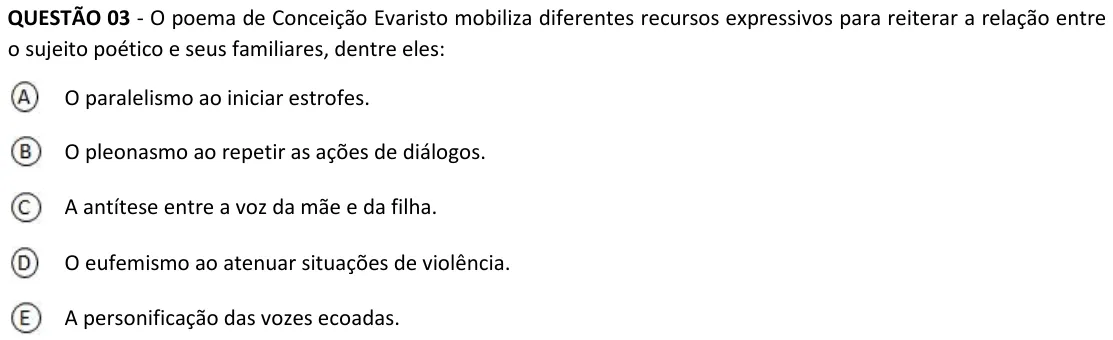 QUESTÃO 03 - O poema de Conceição Evaristo mobiliza diferentes recursos expressivos para reiterar a relação entre
o sujeito poético e seus familiares, dentre eles:
A O paralelismo ao iniciar estrofes.
B O pleonasmo ao repetir as ações de diálogos.
C A antítese entre a voz da mãe e da filha.
D O eufemismo ao atenuar situações de violência.
E A personificação das vozes ecoadas.